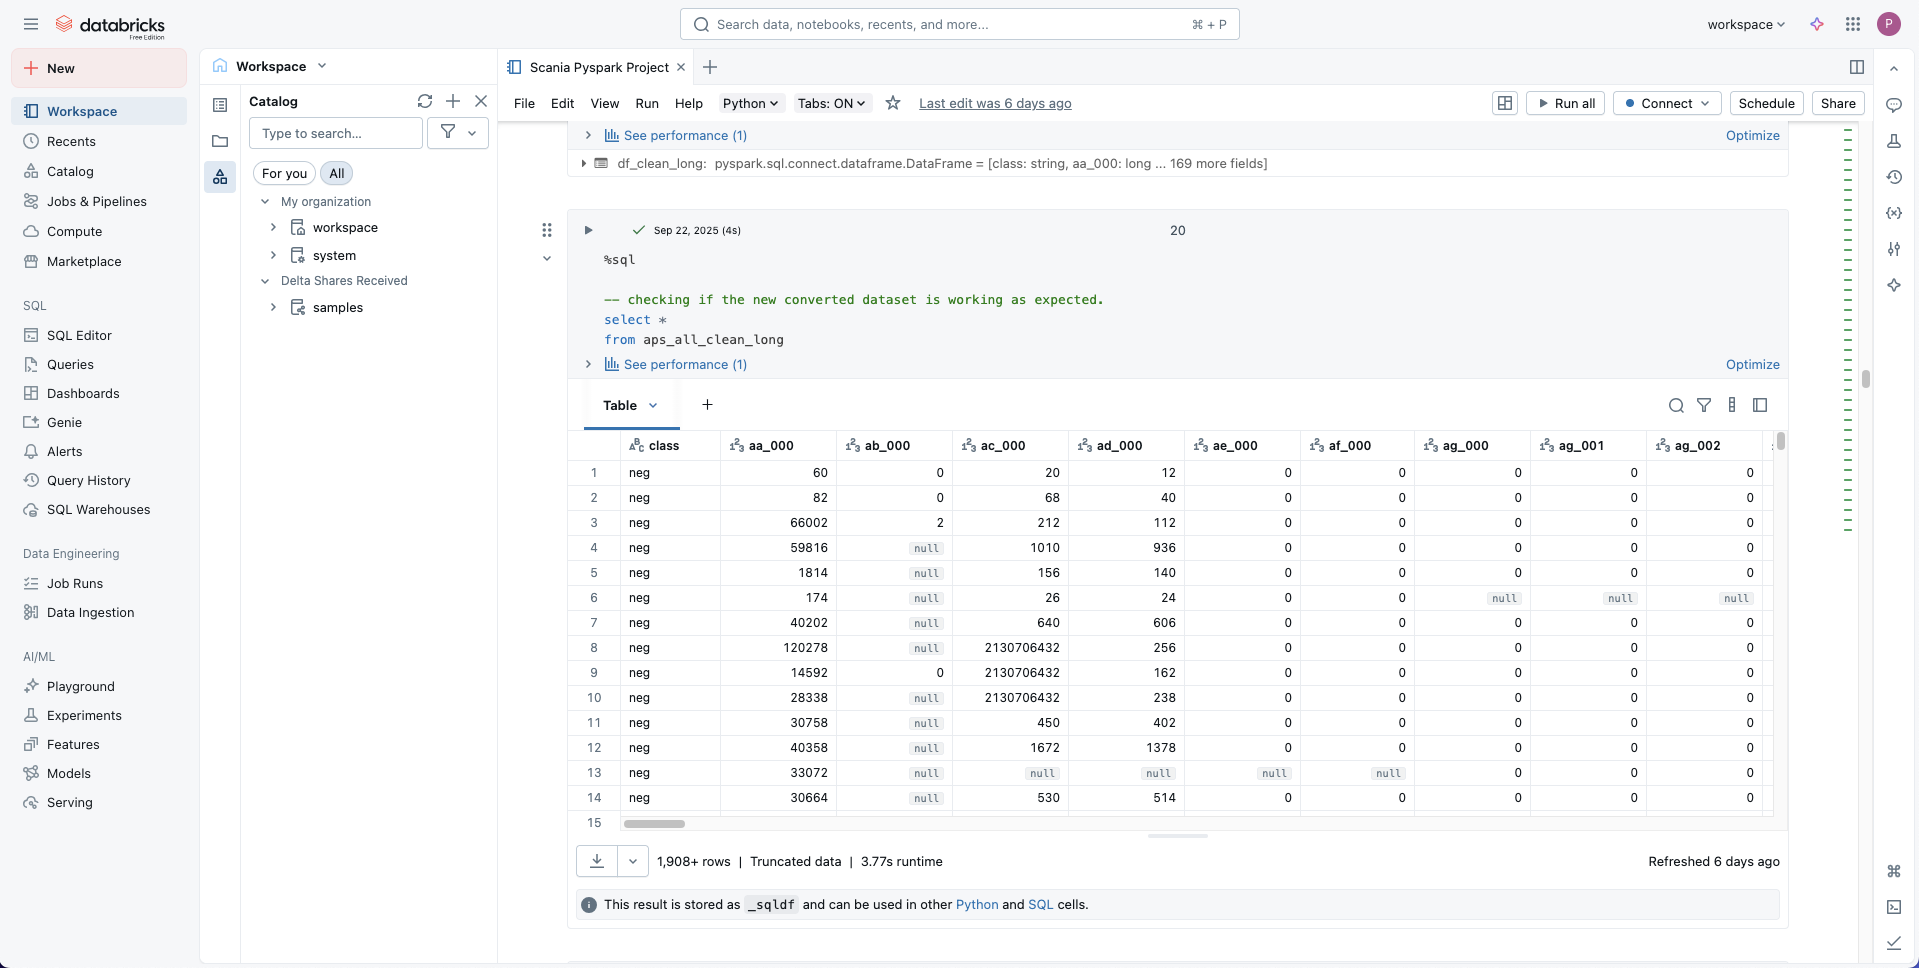 databricks
Free Edition
Search data, notebooks, recents, and more...
⌘ + P
workspace
P
New
Workspace
Recents
Catalog
Jobs & Pipelines
Compute
Marketplace
SQL
SQL Editor
Queries
Dashboards
Genie
Alerts
Query History
SQL Warehouses
Data Engineering
Job Runs
Data Ingestion
AI/ML
Playground
Experiments
Features
Models
Serving
Workspace
Catalog
Type to search...
For you
All
My organization
workspace
system
Delta Shares Received
samples
Scania Pyspark Project
File Edit View Run Help Python Tabs: ON Last edit was 6 days ago
Run all Connect Schedule Share
See performance (1) Optimize
df_clean_long: pyspark.sql.connect.dataframe.DataFrame = [class: string, aa_000: long ... 169 more fields]
Sep 22, 2025 (4s) 20
%sql
-- checking if the new converted dataset is working as expected.
select *
from aps_all_clean_long
See performance (1) Optimize
Table
class aa_000 ab_000 ac_000 ad_000 ae_000 af_000 ag_000 ag_001 ag_002
1 neg 60 0 20 12 0 0 0 0 0
2 neg 82 0 68 40 0 0 0 0 0
3 neg 66002 2 212 112 0 0 0 0 0
4 neg 59816 null 1010 936 0 0 0 0 0
5 neg 1814 null 156 140 0 0 0 0 0
6 neg 174 null 26 24 0 0 null null null
7 neg 40202 null 640 606 0 0 0 0 0
8 neg 120278 null 2130706432 256 0 0 0 0 0
9 neg 14592 0 2130706432 162 0 0 0 0 0
10 neg 28338 null 2130706432 238 0 0 0 0 0
11 neg 30758 null 450 402 0 0 0 0 0
12 neg 40358 null 1672 1378 0 0 0 0 0
13 neg 33072 null null null null null 0 0 0
14 neg 30664 null 530 514 0 0 0 0 0
15
1,908+ rows | Truncated data | 3.77s runtime
Refreshed 6 days ago
This result is stored as _sqldf and can be used in other Python and SQL cells.